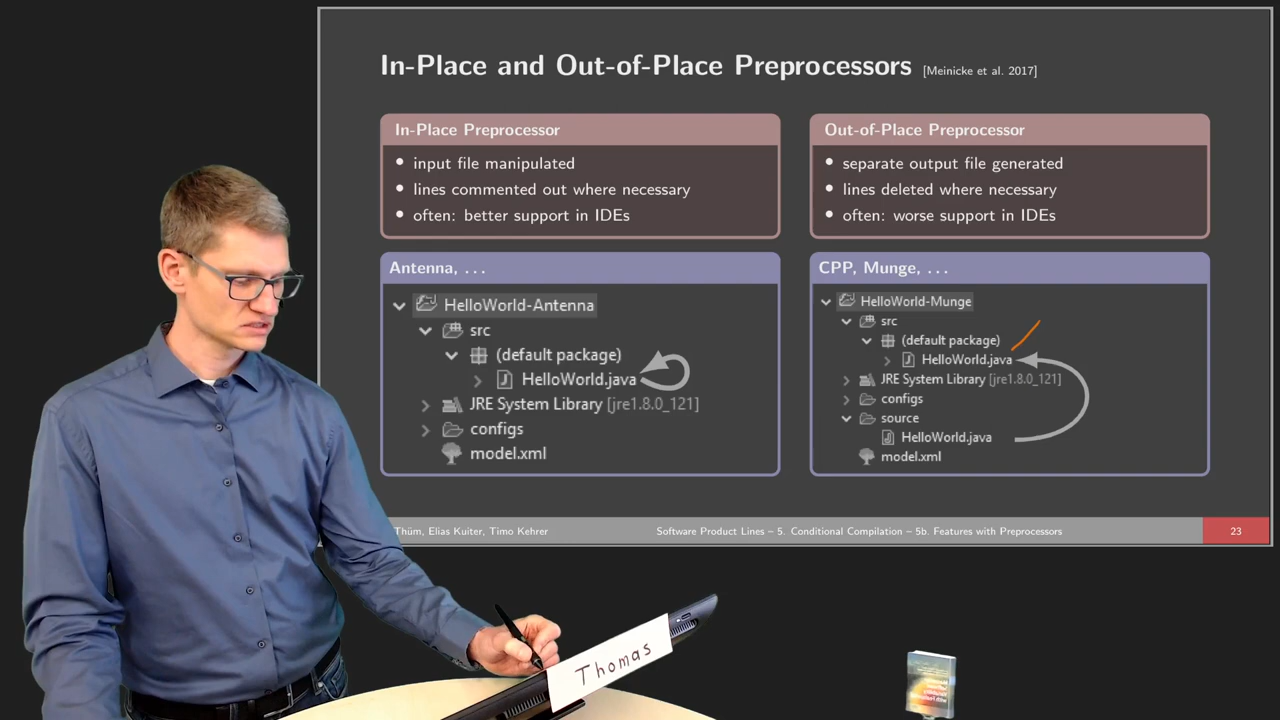 In-Place and Out-of-Place Preprocessors [Meinicke et al. 2017]
In-Place Preprocessor
• input file manipulated
• lines commented out where necessary
• often: better support in IDEs
Out-of-Place Preprocessor
• separate output file generated
• lines deleted where necessary
• often: worse support in IDEs
Antenna, . . .
HelloWorld-Antenna
src
(default package)
HelloWorld.java
JRE System Library [jre1.8.0_121]
configs
model.xml
CPP, Munge, . . .
HelloWorld-Munge
src
(default package)
HelloWorld.java
JRE System Library [jre1.8.0_121]
configs
source
HelloWorld.java
model.xml
Thüm, Elias Kuiter, Timo Kehrer
Software Product Lines – 5. Conditional Compilation – 5b. Features with Preprocessors
23
Thomas